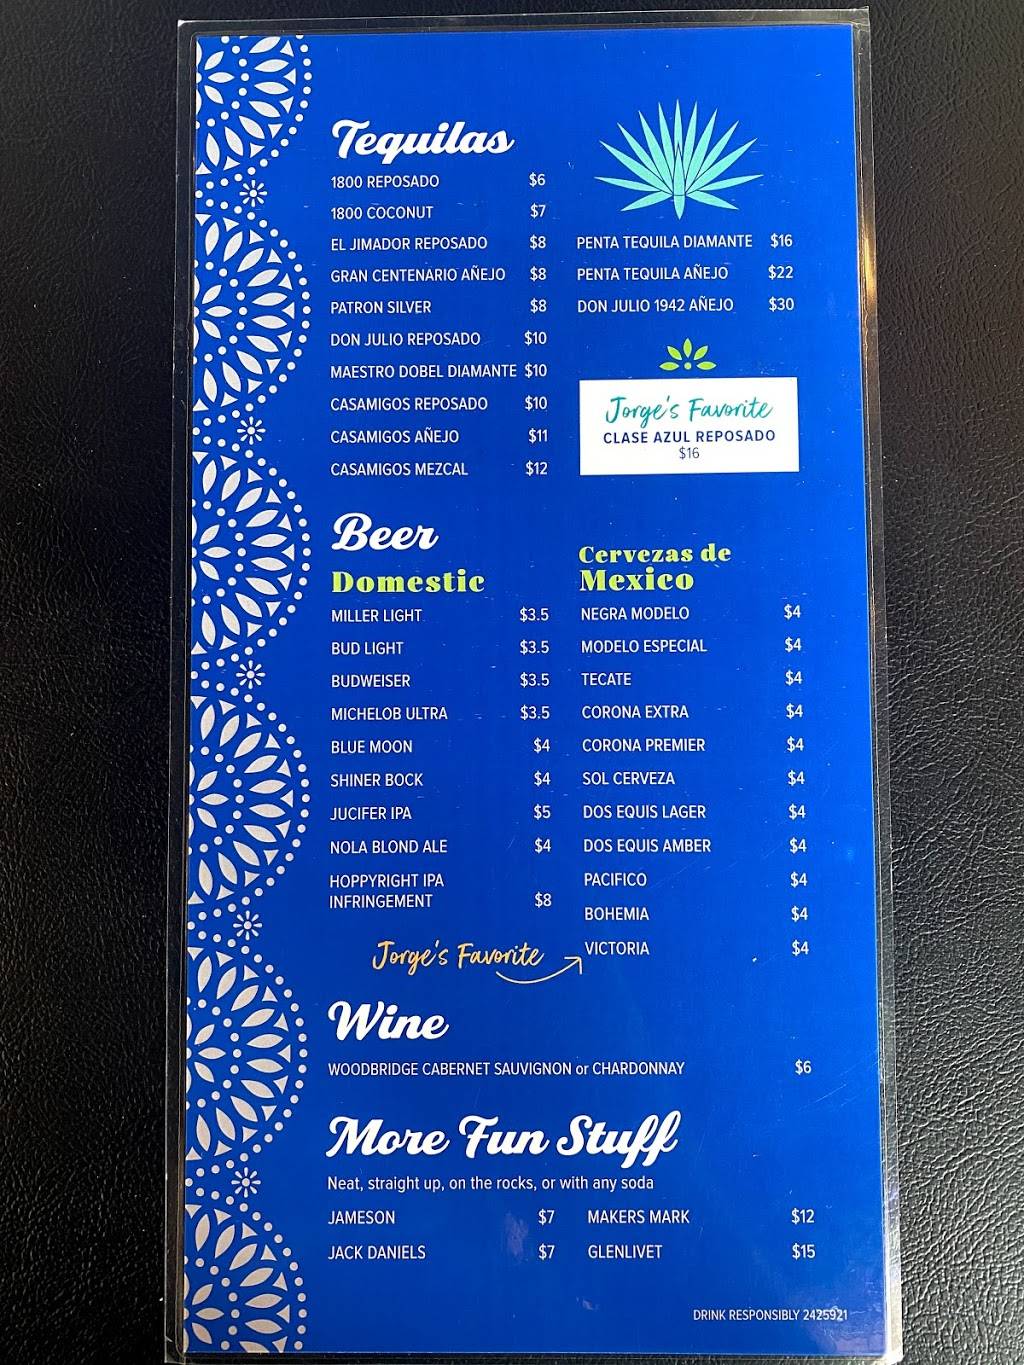 Tequilas
1800 REPOSADO $6
1800 COCONUT $7
EL JIMADOR REPOSADO $8
GRAN CENTENARIO AÑEJO $8
PATRON SILVER $8
DON JULIO REPOSADO $10
MAESTRO DOBEL DIAMANTE $10
CASAMIGOS REPOSADO $10
CASAMIGOS AÑEJO $11
CASAMIGOS MEZCAL $12
PENTA TEQUILA DIAMANTE $16
PENTA TEQUILA AÑEJO $22
DON JULIO 1942 AÑEJO $30
Jorge's Favorite
CLASE AZUL REPOSADO
$16
Beer
Domestic
MILLER LIGHT $3.5
BUD LIGHT $3.5
BUDWEISER $3.5
MICHELOB ULTRA $3.5
BLUE MOON $4
SHINER BOCK $4
JUCIFER IPA $5
NOLA BLOND ALE $4
HOPPYRIGHT IPA
INFRINGEMENT $8
Cervezas de
Mexico
NEGRA MODELO $4
MODELO ESPECIAL $4
TECATE $4
CORONA EXTRA $4
CORONA PREMIER $4
SOL CERVEZA $4
DOS EQUIS LAGER $4
DOS EQUIS AMBER $4
PACIFICO $4
BOHEMIA $4
Jorge's Favorite
VICTORIA $4
Wine
WOODBRIDGE CABERNET SAUVIGNON or CHARDONNAY $6
More Fun Stuff
Neat, straight up, on the rocks, or with any soda
JAMESON $7
JACK DANIELS $7
MAKERS MARK $12
GLENLIVET $15
DRINK RESPONSIBLY 2425921